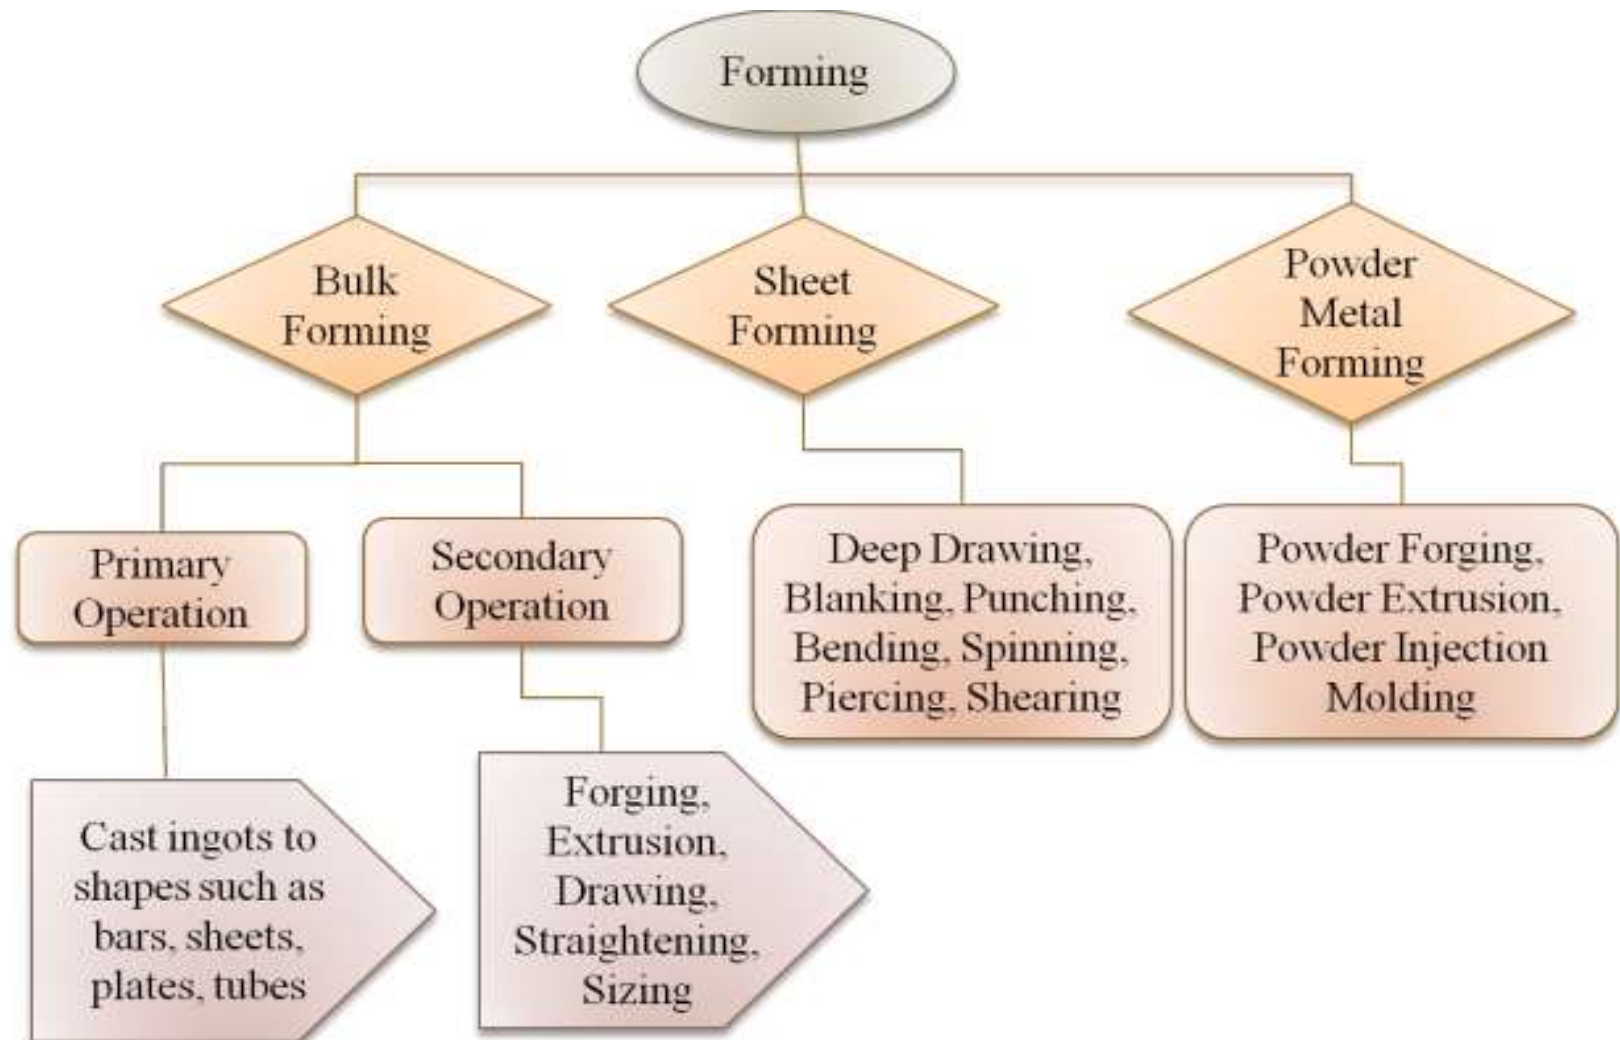 Forming
Bulk
Forming
Sheet
Forming
Powder
Metal
Forming
Primary
Operation
Secondary
Operation
Deep Drawing,
Blanking, Punching,
Bending, Spinning,
Piercing, Shearing
Powder Forging,
Powder Extrusion,
Powder Injection
Molding
Cast ingots to
shapes such as
bars, sheets,
plates, tubes
Forging,
Extrusion,
Drawing,
Straightening,
Sizing